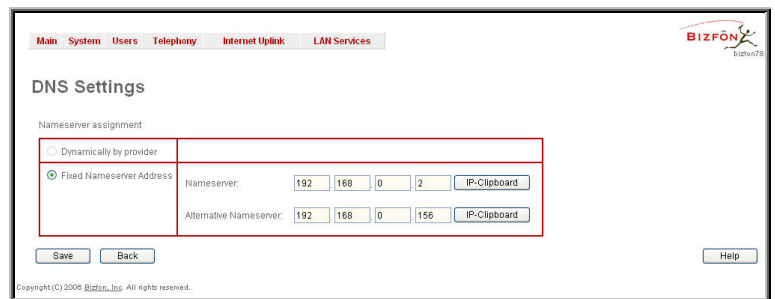 Main System Users Telephony Internet Uplink LAN Services
BIZFŌN
bizfon78
DNS Settings
Nameserver assignment
Dynamically by provider
Fixed Nameserver Address
Nameserver: 192 . 168 . 0 . 2 IP-Clipboard
Alternative Nameserver: 192 . 168 . 0 . 156 IP-Clipboard
Save Back Help
Copyright (C) 2006 Bizfon, Inc. All rights reserved.